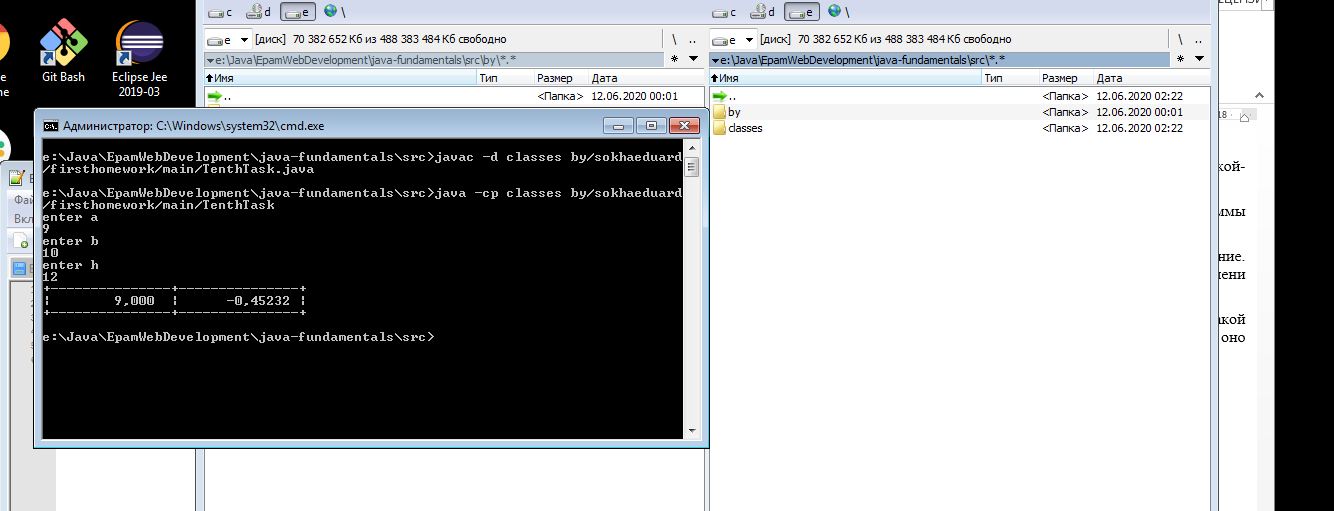 c d e \
c d e \
e [диск] 70 382 652 Кб из 488 383 484 Кб свободно \ ..
e [диск] 70 382 652 Кб из 488 383 484 Кб свободно \ ..
e:\Java\EpamWebDevelopment\java-fundamentals\src\by\*.* *
e:\Java\EpamWebDevelopment\java-fundamentals\src\*.* *
Имя Тип Размер Дата
Имя Тип Размер Дата
.. <Папка> 12.06.2020 00:01
.. <Папка> 12.06.2020 02:22
by <Папка> 12.06.2020 00:01
classes <Папка> 12.06.2020 02:22
Git Bash
Eclipse Jee
2019-03
Администратор: C:\Windows\system32\cmd.exe
e:\Java\EpamWebDevelopment\java-fundamentals\src>javac -d classes by/sokhaeduard
/firsthomework/main/TenthTask.java
e:\Java\EpamWebDevelopment\java-fundamentals\src>java -cp classes by/sokhaeduard
/firsthomework/main/TenthTask
enter a
9
enter b
10
enter h
12
+---------------+---------------+
¦ 9,000 ¦ -0,45232 ¦
+---------------+---------------+
e:\Java\EpamWebDevelopment\java-fundamentals\src>
18
кой-
ммы
ние.
ени
акой
оно